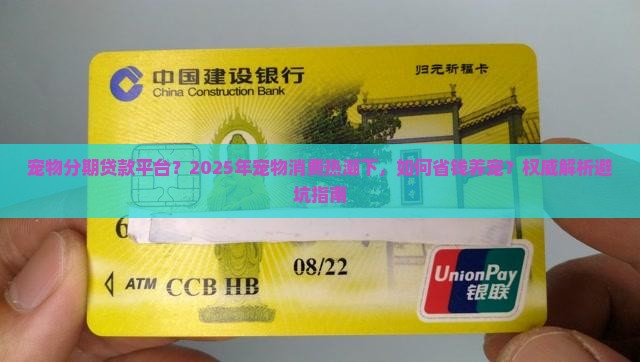 中国建设银行
China Construction Bank
归元祈福卡
宠物分期贷款平台？2025年宠物消费热潮下，如何省钱养宠？权威解析避
坑指南
6
08/22
ATM CCB HB
UnionPay
银联